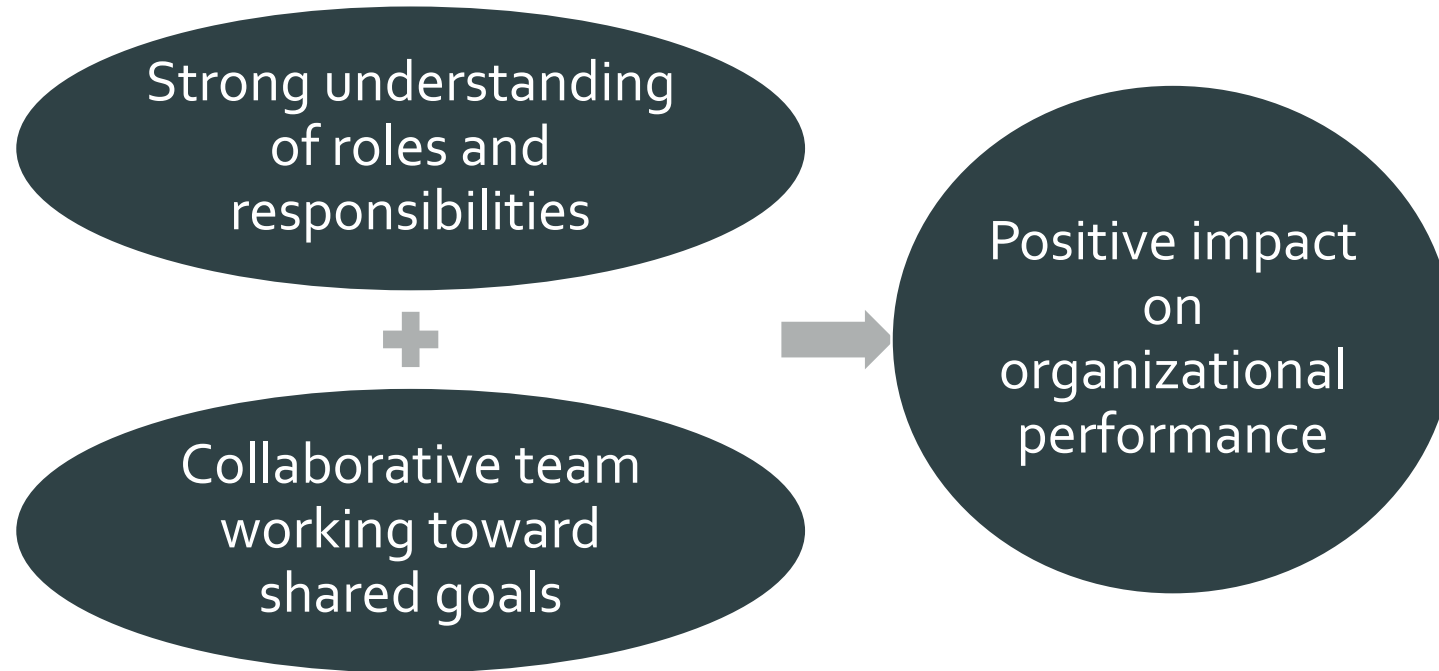 Strong understanding
of roles and
responsibilities
Collaborative team
working toward
shared goals
Positive impact
on
organizational
performance